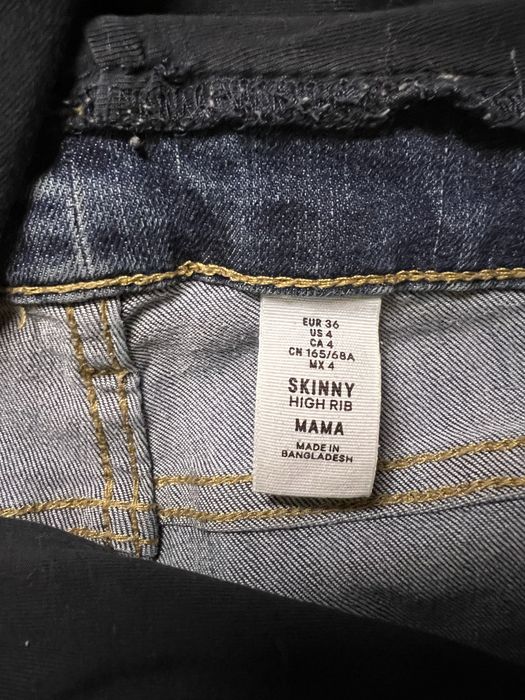 EUR 36
US 4
CA 4
CN 165/68A
MX 4
SKINNY
HIGH RIB
MAMA
MADE IN
BANGLADESH